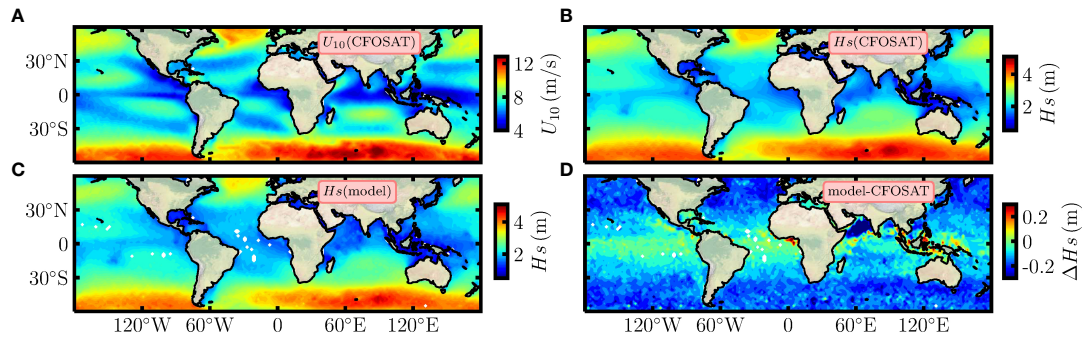 A
B
U10(CFOSAT)
Hs(CFOSAT)
30°N
0
30°S
12
8
4
U10 (m/s)
4
2
Hs (m)
C
D
Hs(model)
model-CFOSAT
30°N
0
30°S
4
2
Hs (m)
0.2
0
-0.2
ΔHs (m)
120°W 60°W 0 60°E 120°E
120°W 60°W 0 60°E 120°E